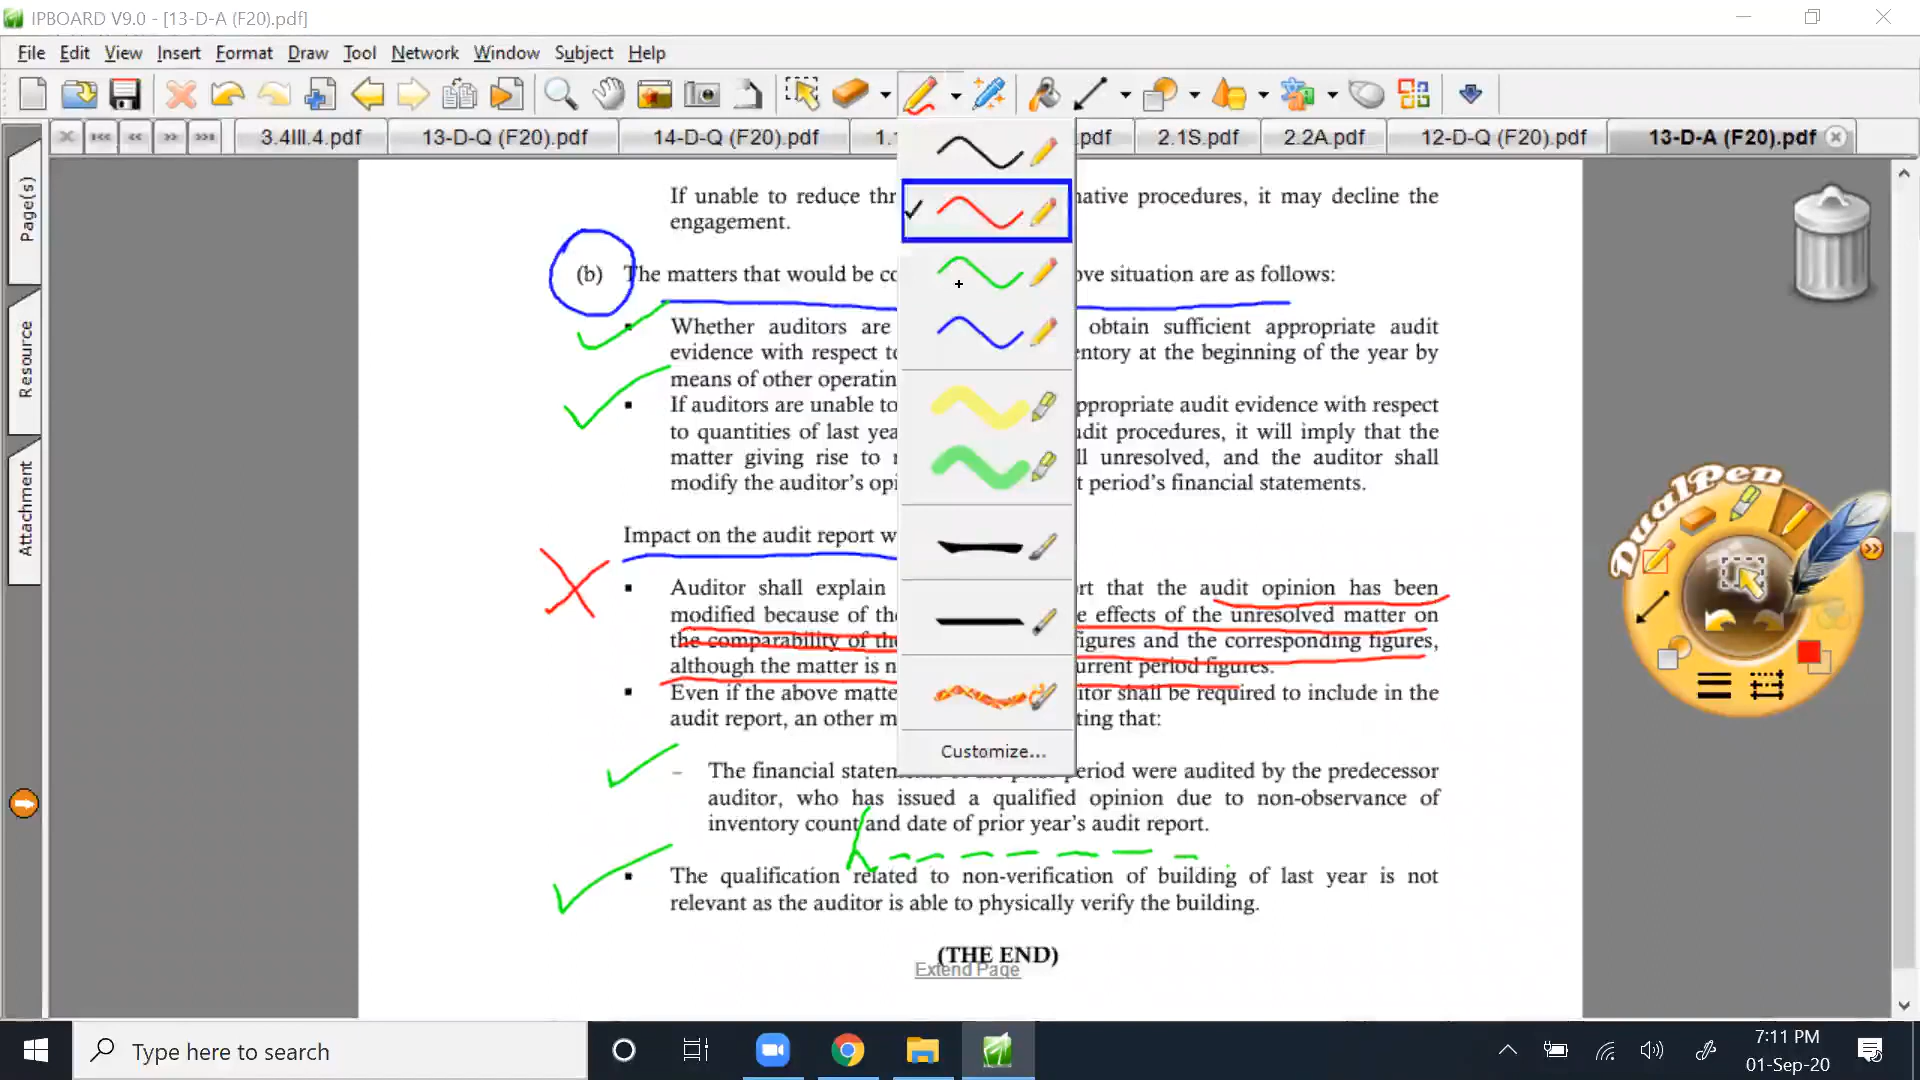 IPBOARD V9.0 - [13-D-A (F20).pdf]
File Edit View Insert Format Draw Tool Network Window Subject Help
3.4III.4.pdf 13-D-Q (F20).pdf 14-D-Q (F20).pdf 1. pdf 2.1S.pdf 2.2A.pdf 12-D-Q (F20).pdf 13-D-A (F20).pdf
Page(s)
Resource
Attachment
If unable to reduce thr native procedures, it may decline the
engagement.
(b) The matters that would be co ve situation are as follows:
▪ Whether auditors are obtain sufficient appropriate audit
evidence with respect to entory at the beginning of the year by
means of other operatin
▪ If auditors are unable to ppropriate audit evidence with respect
to quantities of last yea dit procedures, it will imply that the
matter giving rise to ll unresolved, and the auditor shall
modify the auditor's opi t period's financial statements.
Impact on the audit report w
▪ Auditor shall explain rt that the audit opinion has been
modified because of the e effects of the unresolved matter on
the comparability of the figures and the corresponding figures,
although the matter is n urrent period figures.
▪ Even if the above matte itor shall be required to include in the
audit report, an other m ting that:
– The financial statem period were audited by the predecessor
auditor, who has issued a qualified opinion due to non-observance of
inventory count and date of prior year's audit report.
▪ The qualification related to non-verification of building of last year is not
relevant as the auditor is able to physically verify the building.
(THE END)
Extend Page
Customize...
DualPen
Type here to search
7:11 PM
01-Sep-20